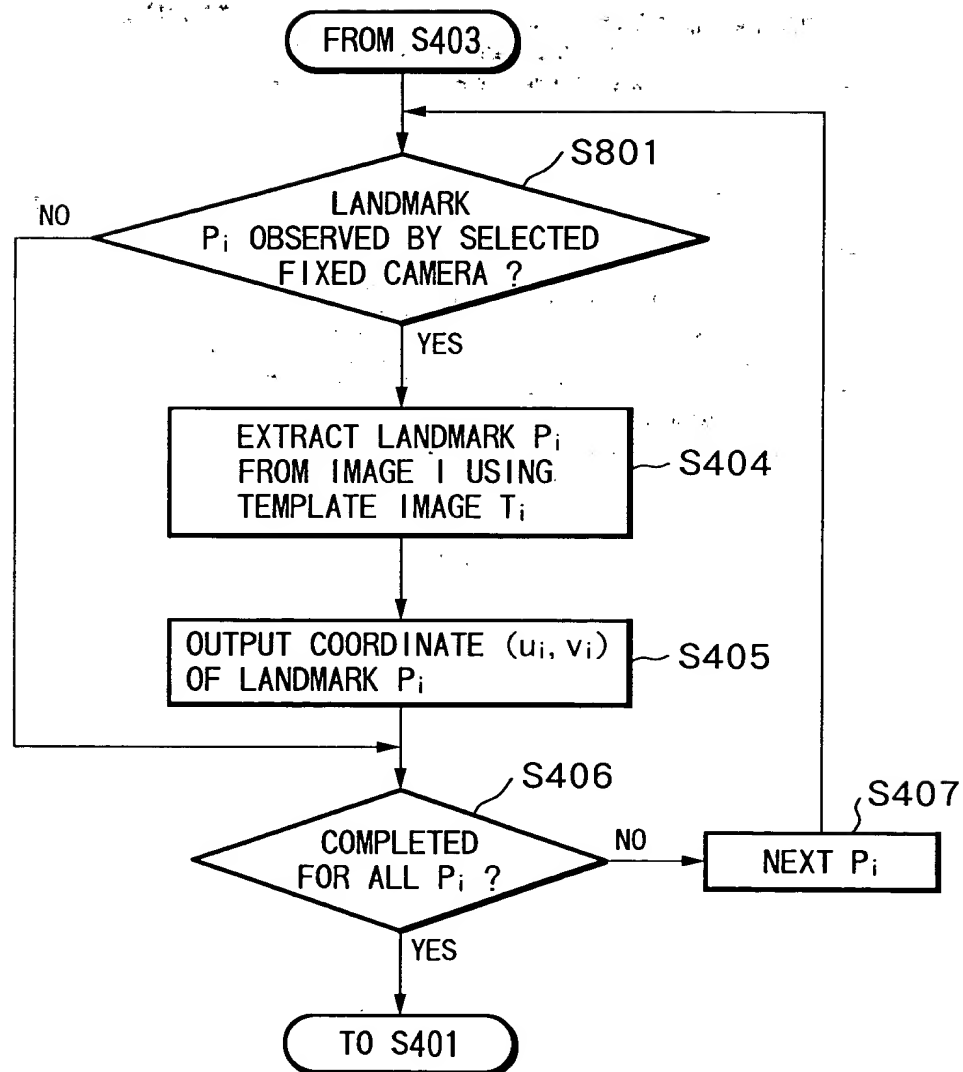 FROM S403
S801
LANDMARK
Pi OBSERVED BY SELECTED
FIXED CAMERA ?
NO
YES
EXTRACT LANDMARK Pi
FROM IMAGE I USING
TEMPLATE IMAGE Ti
S404
OUTPUT COORDINATE (ui, vi)
OF LANDMARK Pi
S405
S406
COMPLETED
FOR ALL Pi ?
NO
S407
NEXT Pi
YES
TO S401